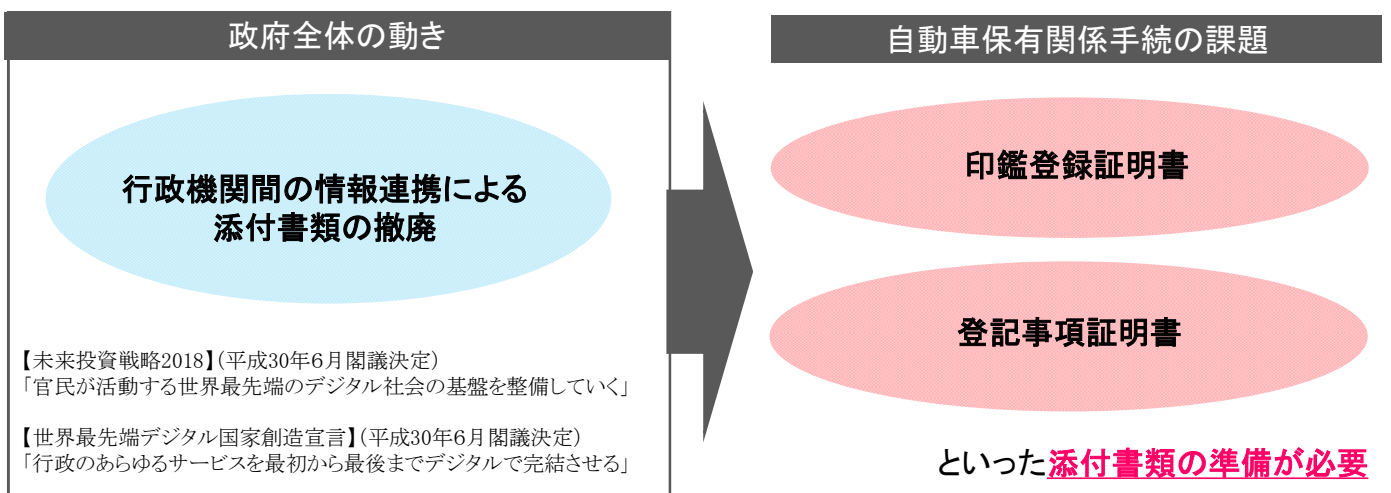 政府全体の動き
行政機関間の情報連携による
添付書類の撤廃
【未来投資戦略2018】(平成30年6月閣議決定)
「官民が活動する世界最先端のデジタル社会の基盤を整備していく」
【世界最先端デジタル国家創造宣言】(平成30年6月閣議決定)
「行政のあらゆるサービスを最初から最後までデジタルで完結させる」
自動車保有関係手続の課題
印鑑登録証明書
登記事項証明書
といった添付書類の準備が必要